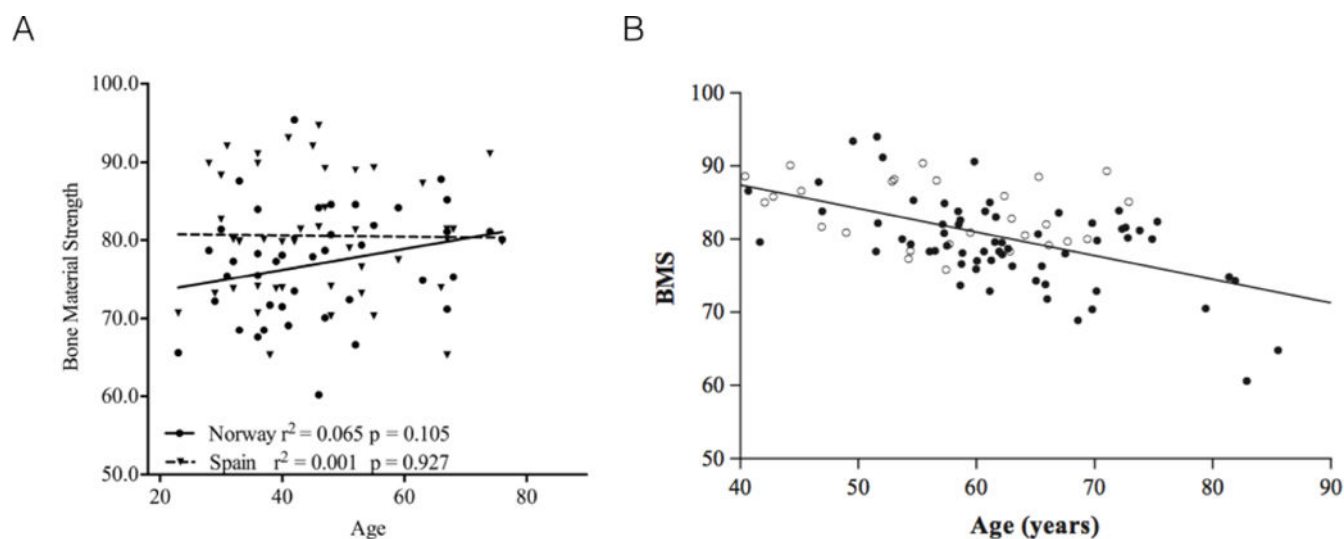 A
B
100.0
90.0
80.0
70.0
60.0
50.0
Bone Material Strength
Norway r² = 0.065 p = 0.105
Spain r² = 0.001 p = 0.927
20 40 60 80
Age
100
90
80
70
60
50
BMS
40 50 60 70 80 90
Age (years)